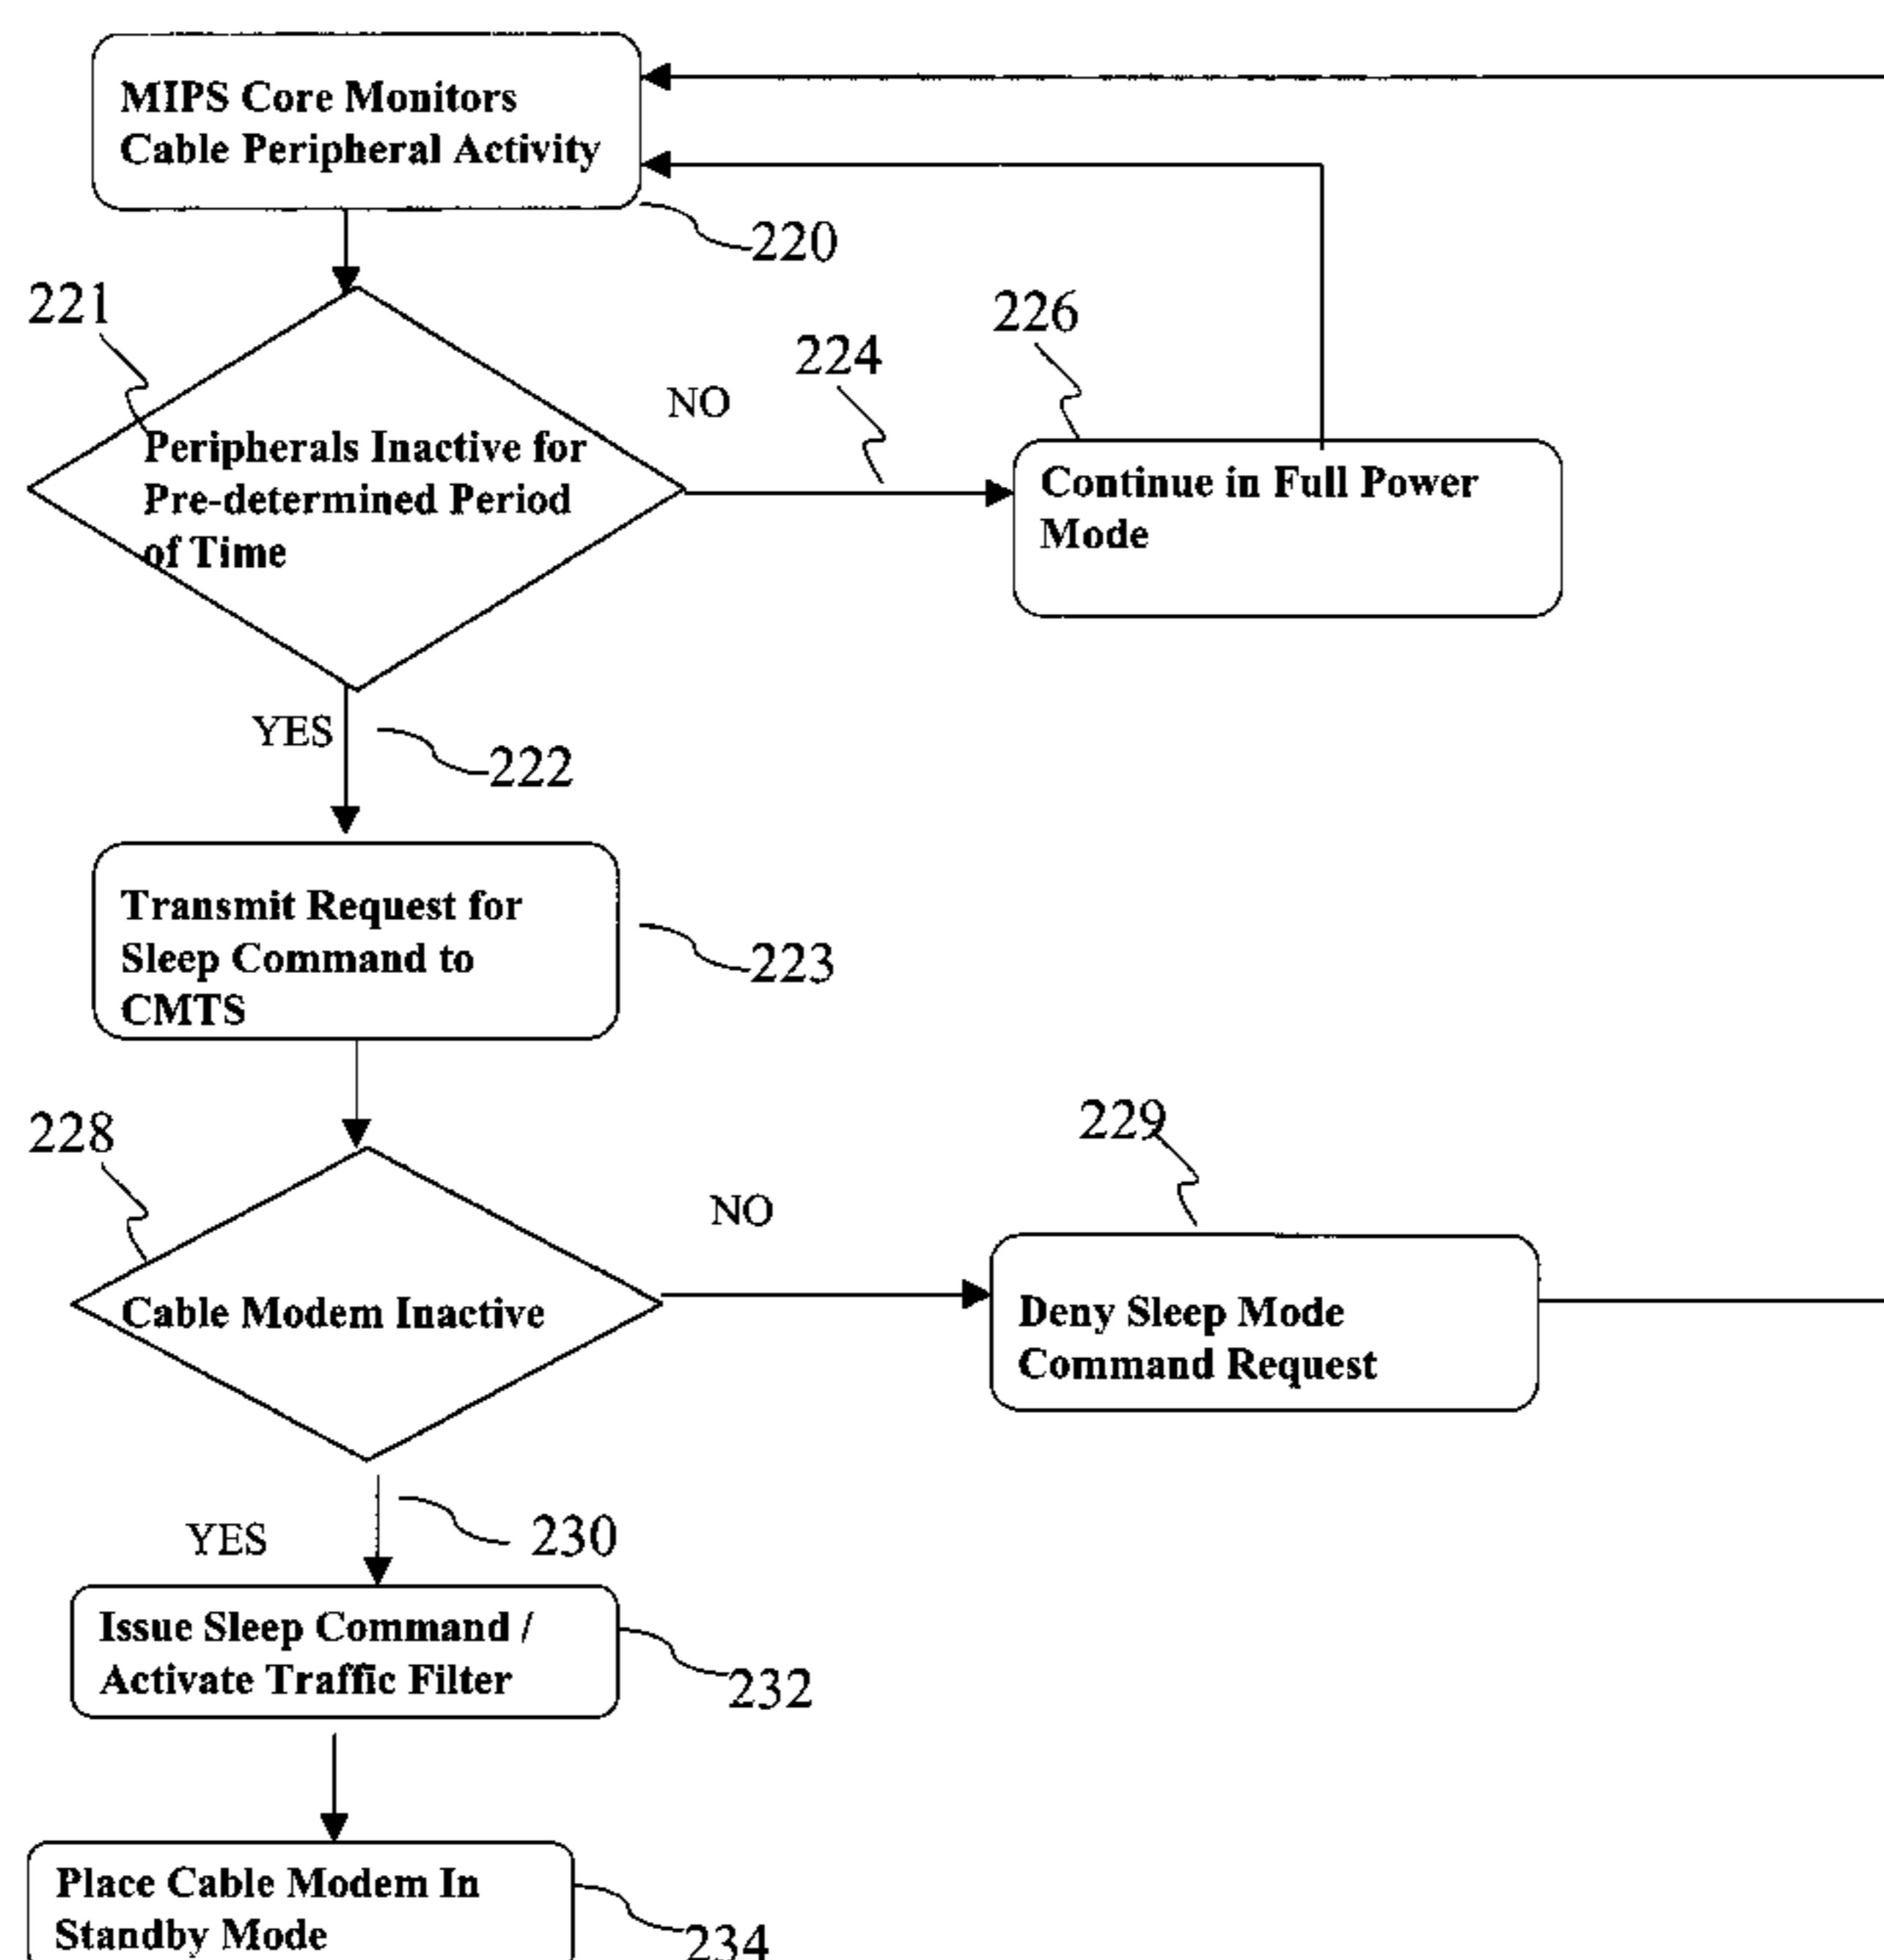 MIPS Core Monitors
Cable Peripheral Activity
220
221
NO
224
226
Peripherals Inactive for
Pre-determined Period
of Time
Continue in Full Power
Mode
YES
222
Transmit Request for
Sleep Command to
CMTS
223
228
NO
229
Cable Modem Inactive
Deny Sleep Mode
Command Request
YES
230
Issue Sleep Command /
Activate Traffic Filter
232
Place Cable Modem In
Standby Mode
234